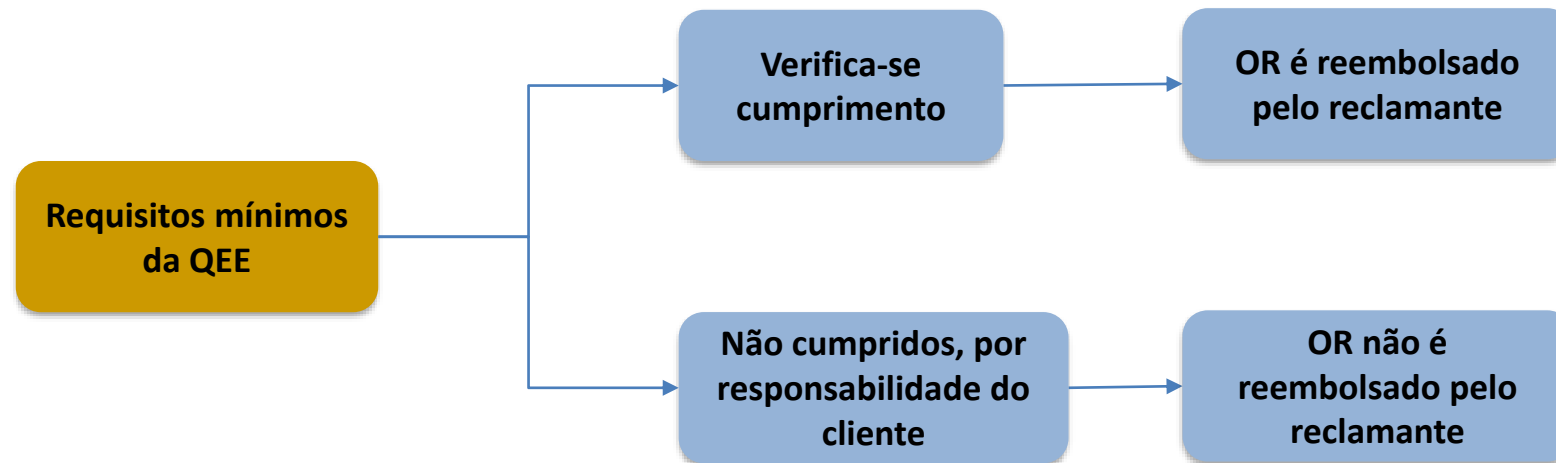 Requisitos mínimos
da QEE
Verifica-se
cumprimento
OR é reembolsado
pelo reclamante
Não cumpridos, por
responsabilidade do
cliente
OR não é
reembolsado pelo
reclamante